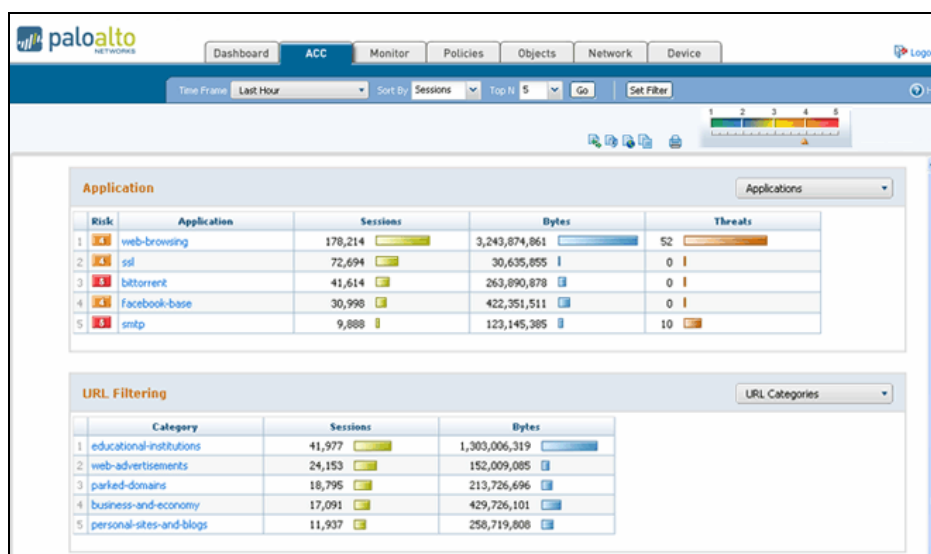 paloalto
NETWORKS
Dashboard ACC Monitor Policies Objects Network Device
Time Frame Last Hour Sort By Sessions Top N 5 Go Set Filter
1 2 3 4 5
Application Applications
Risk Application Sessions Bytes Threats
1 4 web-browsing 178,214 3,243,874,861 52
2 4 ssl 72,694 30,635,855 0
3 5 bittorrent 41,614 263,890,878 0
4 4 facebook-base 30,998 422,351,511 0
5 5 smtp 9,888 123,145,385 10
URL Filtering URL Categories
Category Sessions Bytes
1 educational-institutions 41,977 1,303,006,319
2 web-advertisements 24,153 152,009,085
3 parked-domains 18,795 213,726,696
4 business-and-economy 17,091 429,726,101
5 personal-sites-and-blogs 11,937 258,719,808